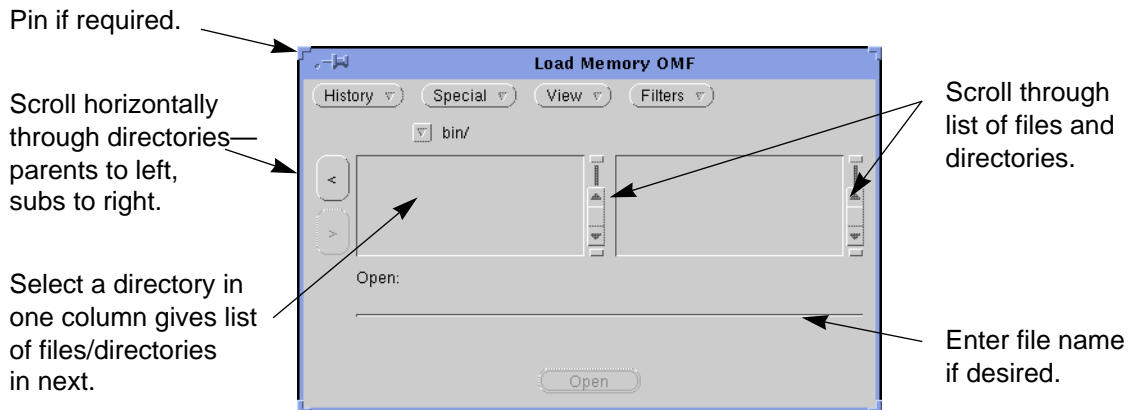 Pin if required.
Load Memory OMF
History Special View Filters
bin/
Scroll horizontally
through directories—
parents to left,
subs to right.
<
>
Scroll through
list of files and
directories.
Select a directory in
one column gives list
of files/directories
in next.
Open:
Enter file name
if desired.
Open